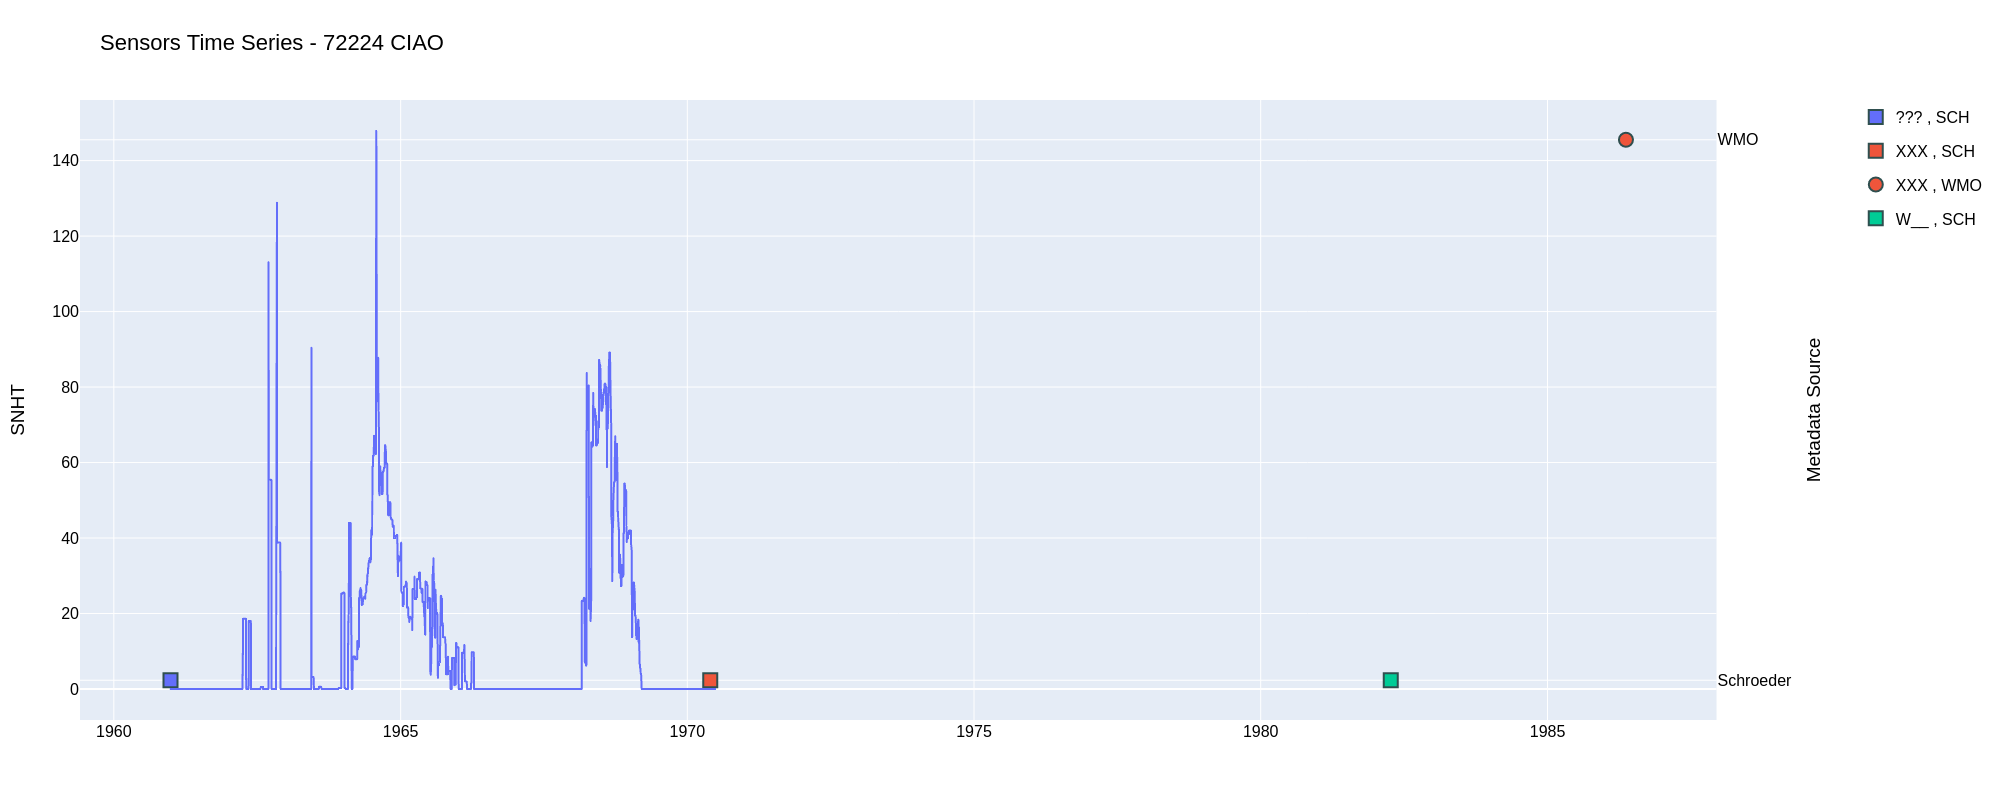 Sensors Time Series - 72224 CIAO
??? , SCH
XXX , SCH
XXX , WMO
W__ , SCH
WMO
Schroeder
Metadata Source
SNHT
140
120
100
80
60
40
20
0
1960
1965
1970
1975
1980
1985